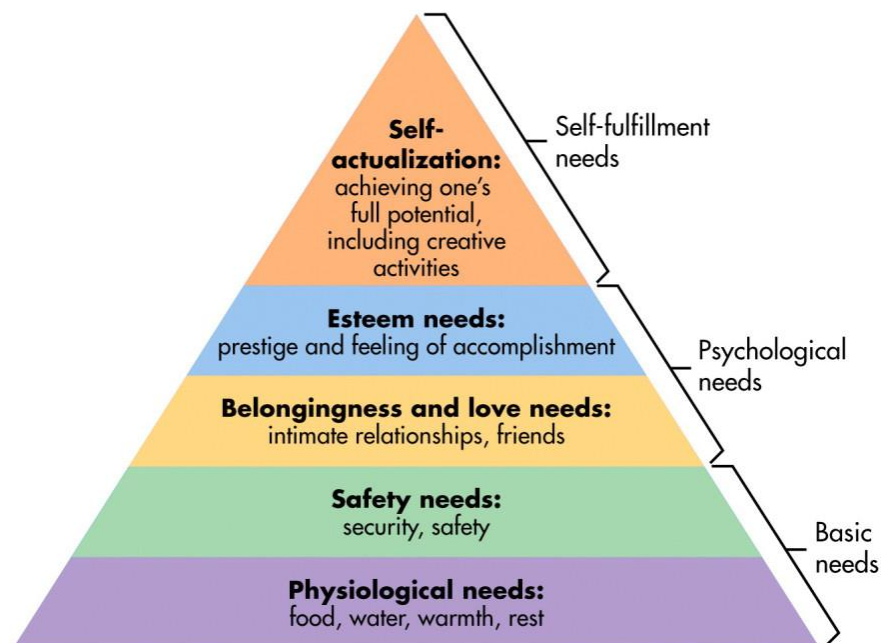 Self-
actualization:
achieving one's
full potential,
including creative
activities
Self-fulfillment
needs
Esteem needs:
prestige and feeling of accomplishment
Psychological
needs
Belongingness and love needs:
intimate relationships, friends
Safety needs:
security, safety
Basic
needs
Physiological needs:
food, water, warmth, rest